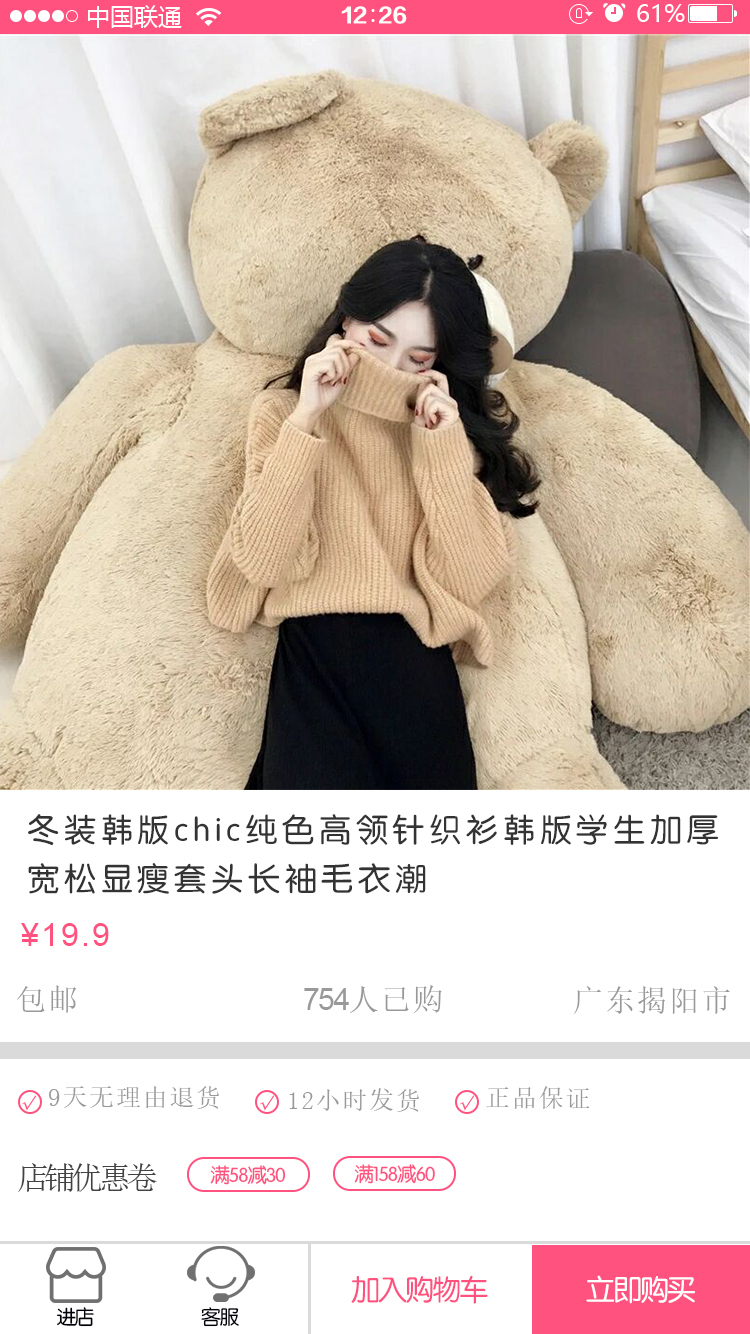 中国联通 12:26 61%
冬装韩版chic纯色高领针织衫韩版学生加厚
宽松显瘦套头长袖毛衣潮
¥19.9
包邮 754人已购 广东揭阳市
9天无理由退货 12小时发货 正品保证
店铺优惠卷 满58减30 满158减60
进店 客服 加入购物车 立即购买